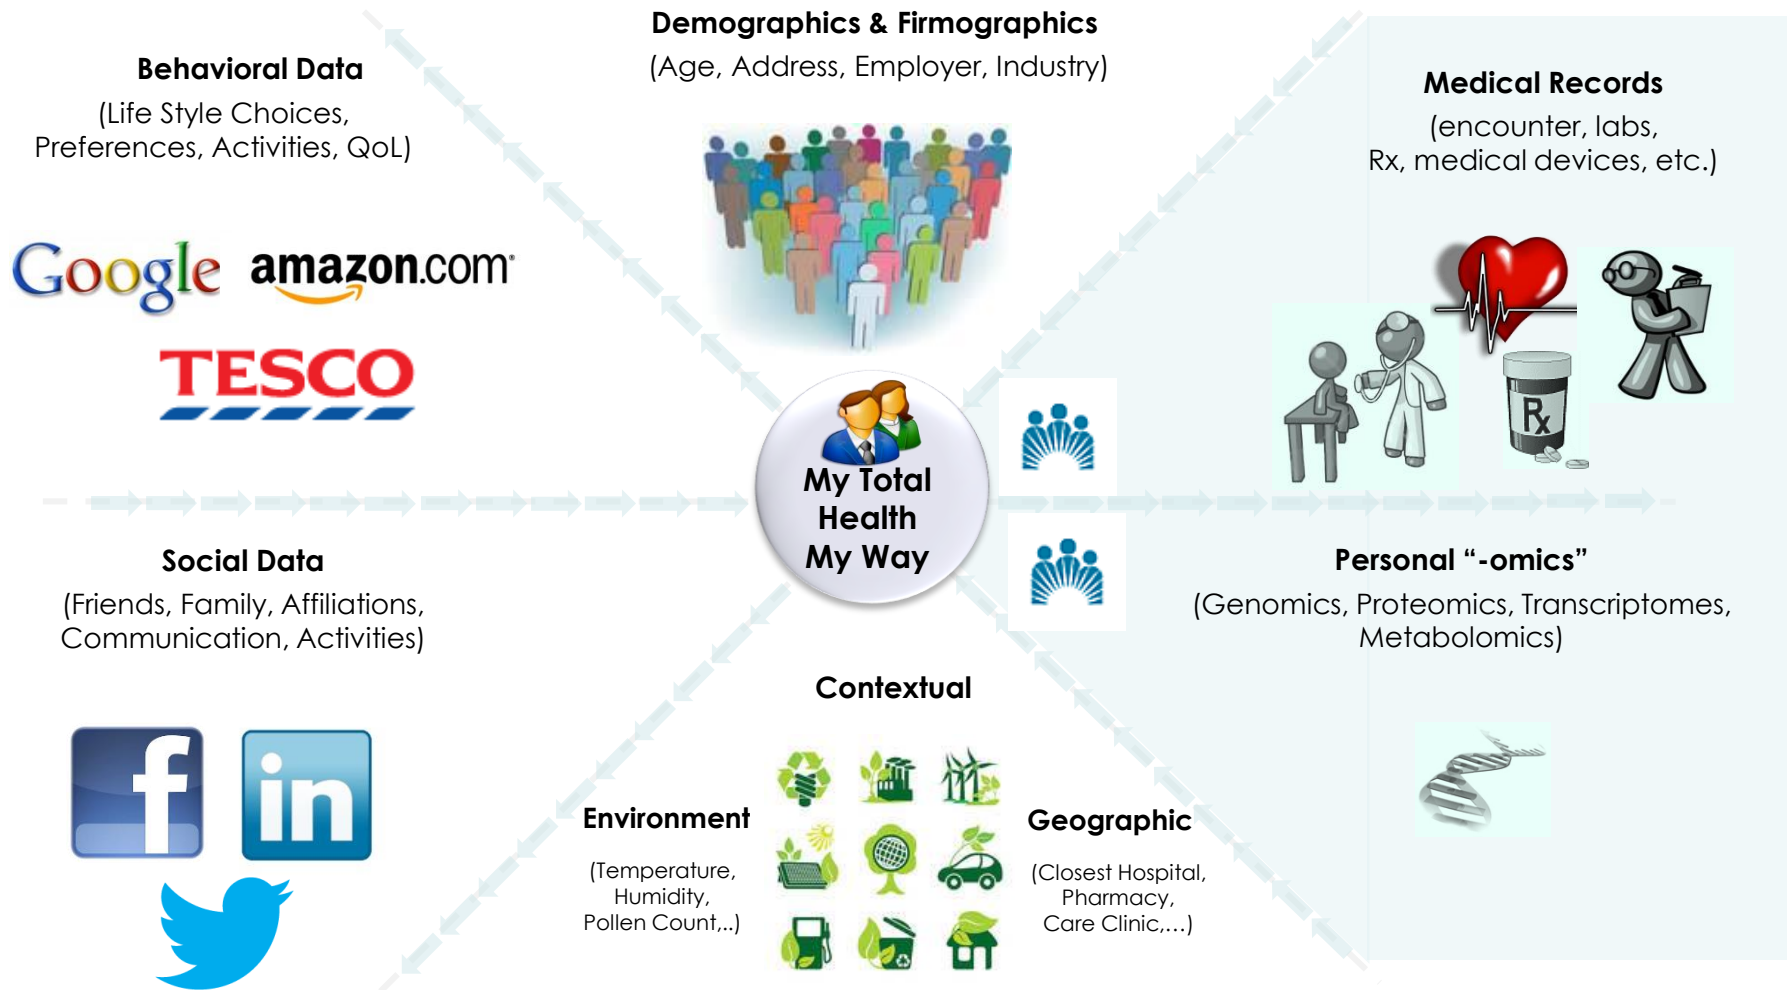 Demographics & Firmographics
(Age, Address, Employer, Industry)
Behavioral Data
(Life Style Choices,
Preferences, Activities, QoL)
Google
amazon.com
TESCO
Medical Records
(encounter, labs,
Rx, medical devices, etc.)
Rx
My Total
Health
My Way
Social Data
(Friends, Family, Affiliations,
Communication, Activities)
f
in
Personal “-omics”
(Genomics, Proteomics, Transcriptomes,
Metabolomics)
Contextual
Environment
(Temperature,
Humidity,
Pollen Count,..)
Geographic
(Closest Hospital,
Pharmacy,
Care Clinic,...)